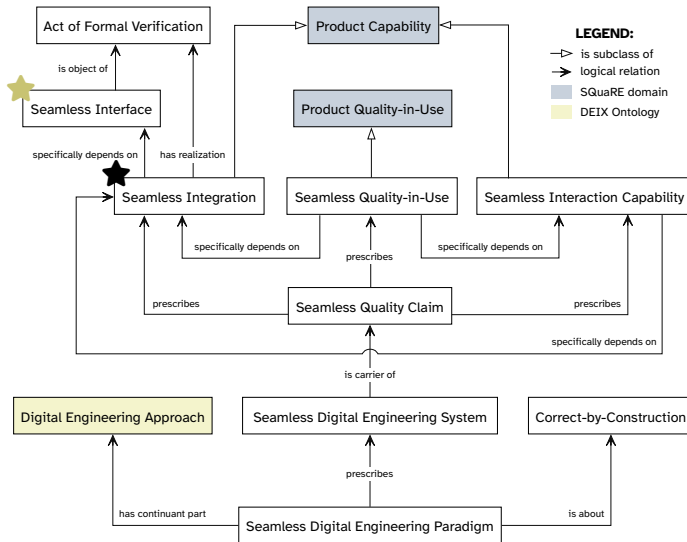 Act of Formal Verification
Product Capability
LEGEND:
is subclass of
logical relation
SQuaRE domain
DEIX Ontology
is object of
Seamless Interface
Product Quality-in-Use
specifically depends on
has realization
Seamless Integration
Seamless Quality-in-Use
Seamless Interaction Capability
specifically depends on
specifically depends on
prescribes
prescribes
Seamless Quality Claim
prescribes
specifically depends on
is carrier of
Digital Engineering Approach
Seamless Digital Engineering System
Correct-by-Construction
prescribes
has continuant part
is about
Seamless Digital Engineering Paradigm